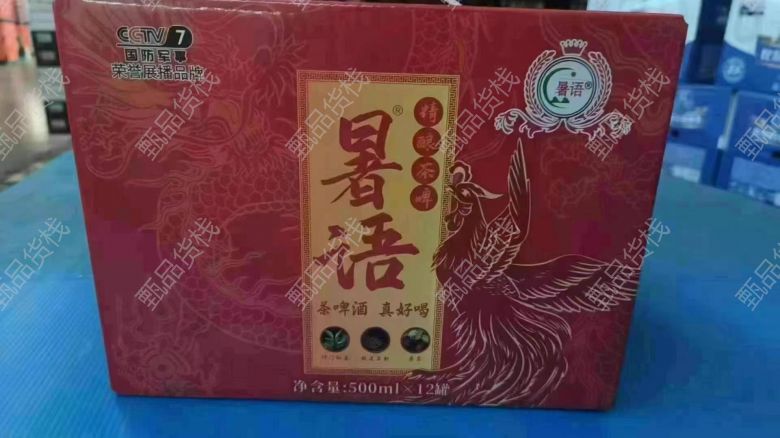 CCTV 7
国防军事
荣誉展播品牌
暑语®
精酿茶啤
暑语®
茶啤酒 真好喝
净含量:500ml×12罐
甄品货栈